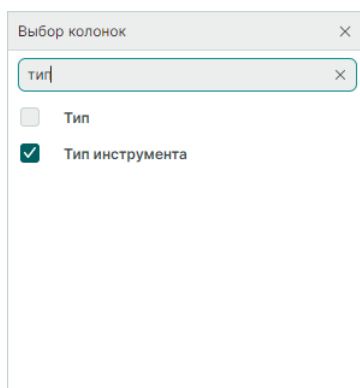 Выбор колонок
тип
Тип
Тип инструмента